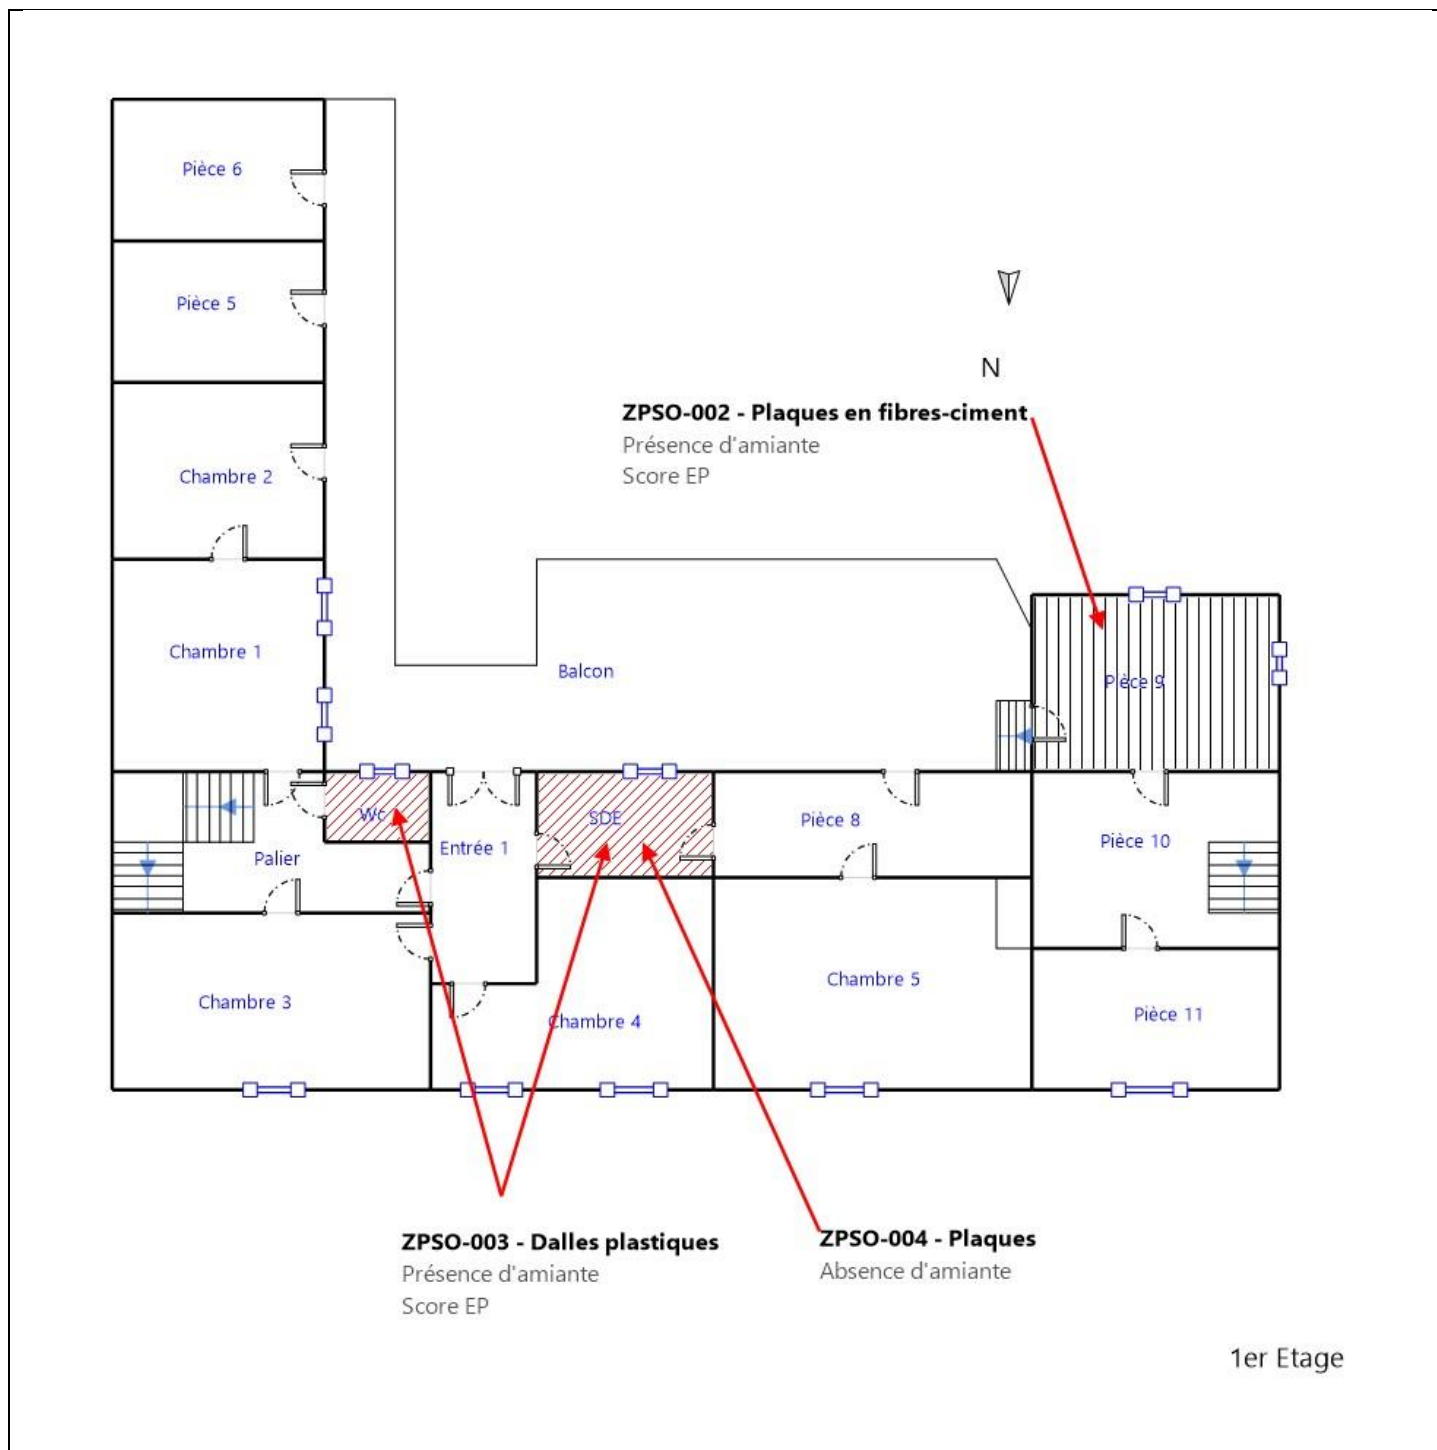 Pièce 6
Pièce 5
N
ZPSO-002 - Plaques en fibres-ciment
Présence d'amiante
Score EP
Chambre 2
Chambre 1
Balcon
Pièce 9
Wc
SDE
Pièce 8
Entrée 1
Pièce 10
Palier
Chambre 5
Chambre 3
Chambre 4
Pièce 11
ZPSO-003 - Dalles plastiques
Présence d'amiante
Score EP
ZPSO-004 - Plaques
Absence d'amiante
1er Etage